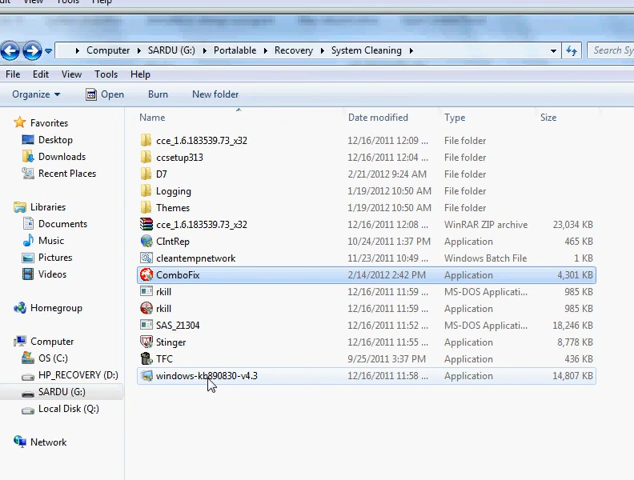 Tools Help
Computer SARDU (G:) Portalable Recovery System Cleaning Search Sy
File Edit View Tools Help
Organize Open Burn New folder
Name Date modified Type Size
Favorites
Desktop
Downloads
Recent Places
Libraries
Documents
Music
Pictures
Videos
Homegroup
Computer
OS (C:)
HP_RECOVERY (D:)
SARDU (G:)
Local Disk (Q:)
Network
cce_1.6.183539.73_x32 12/16/2011 12:09 ... File folder
ccsetup313 12/16/2011 12:04 ... File folder
D7 2/21/2012 9:24 AM File folder
Logging 1/19/2012 10:50 AM File folder
Themes 1/19/2012 10:50 AM File folder
cce_1.6.183539.73_x32 12/16/2011 12:08 ... WinRAR ZIP archive 23,034 KB
CIntRep 10/24/2011 1:37 PM Application 465 KB
cleantempnetwork 11/23/2011 10:49 ... Windows Batch File 1 KB
ComboFix 2/14/2012 2:42 PM Application 4,301 KB
rkill 12/16/2011 11:59 ... MS-DOS Applicati... 985 KB
rkill 12/16/2011 11:59 ... Application 985 KB
SAS_21304 12/16/2011 11:55 ... MS-DOS Applicati... 18,246 KB
Stinger 12/16/2011 11:52 ... Application 8,778 KB
TFC 9/25/2011 3:37 PM Application 436 KB
windows-kb890830-v4.3 12/16/2011 11:58 ... Application 14,807 KB